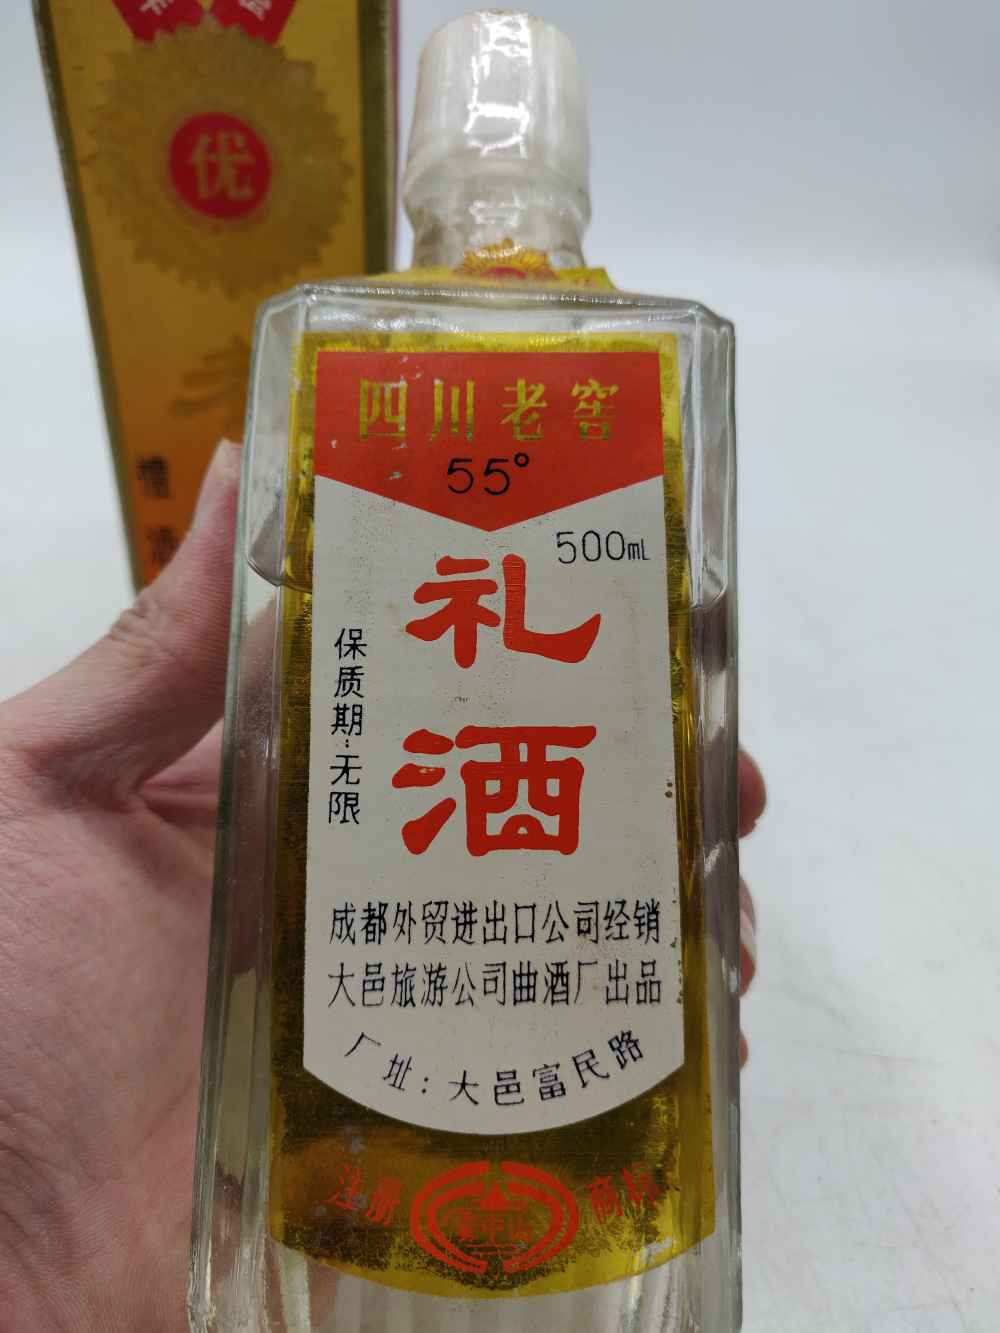 优
四川老窖
55°
500mL
礼酒
保质期:无限
成都外贸进出口公司经销
大邑旅游公司曲酒厂出品
厂址:大邑富民路
注册 商标